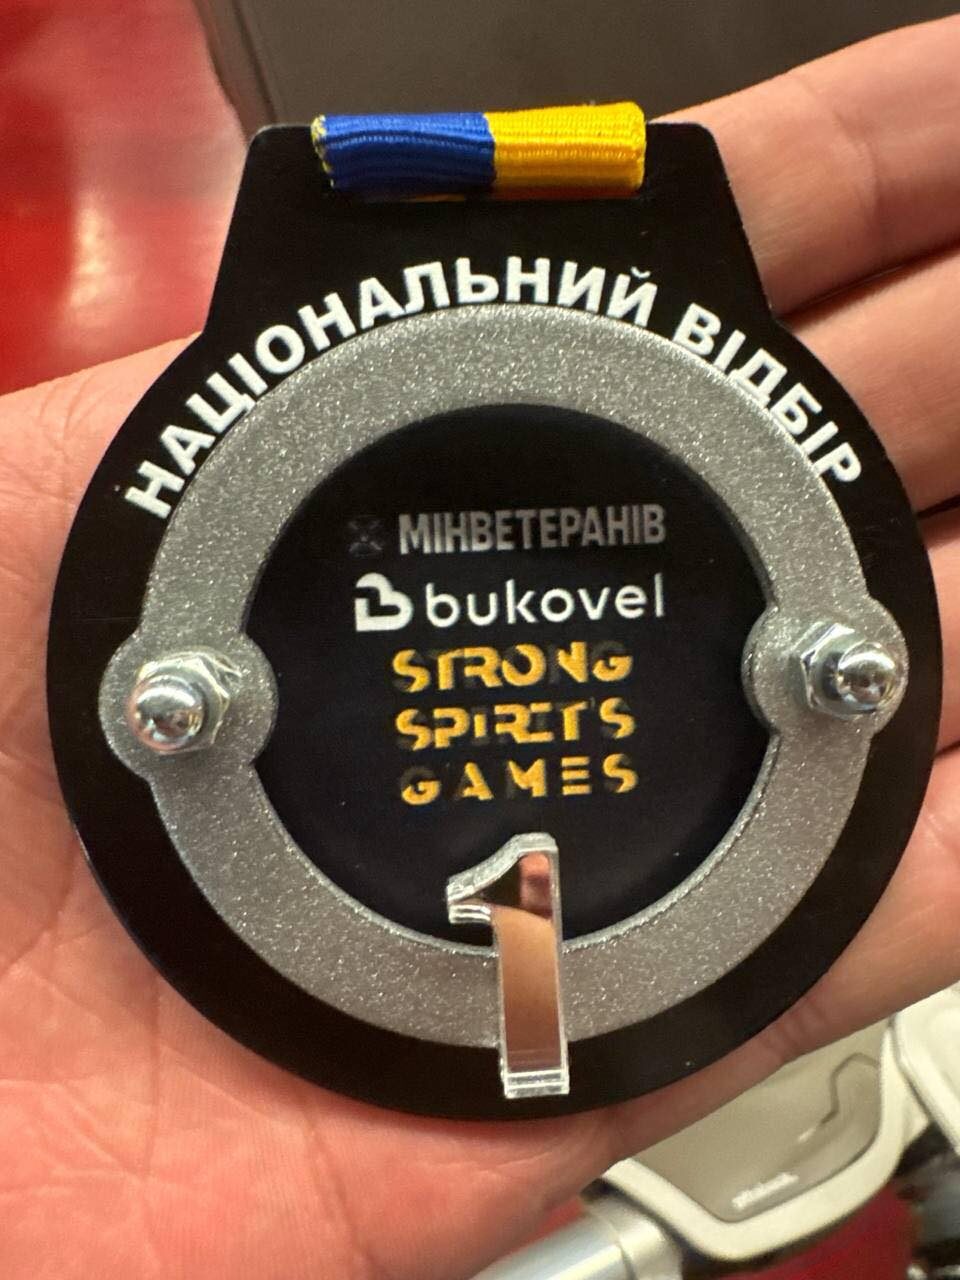 НАЦІОНАЛЬНИЙ ВІДБІР
МІНВЕТЕРАНІВ
bukovel
STRONG
SPIRITS
GAMES
1